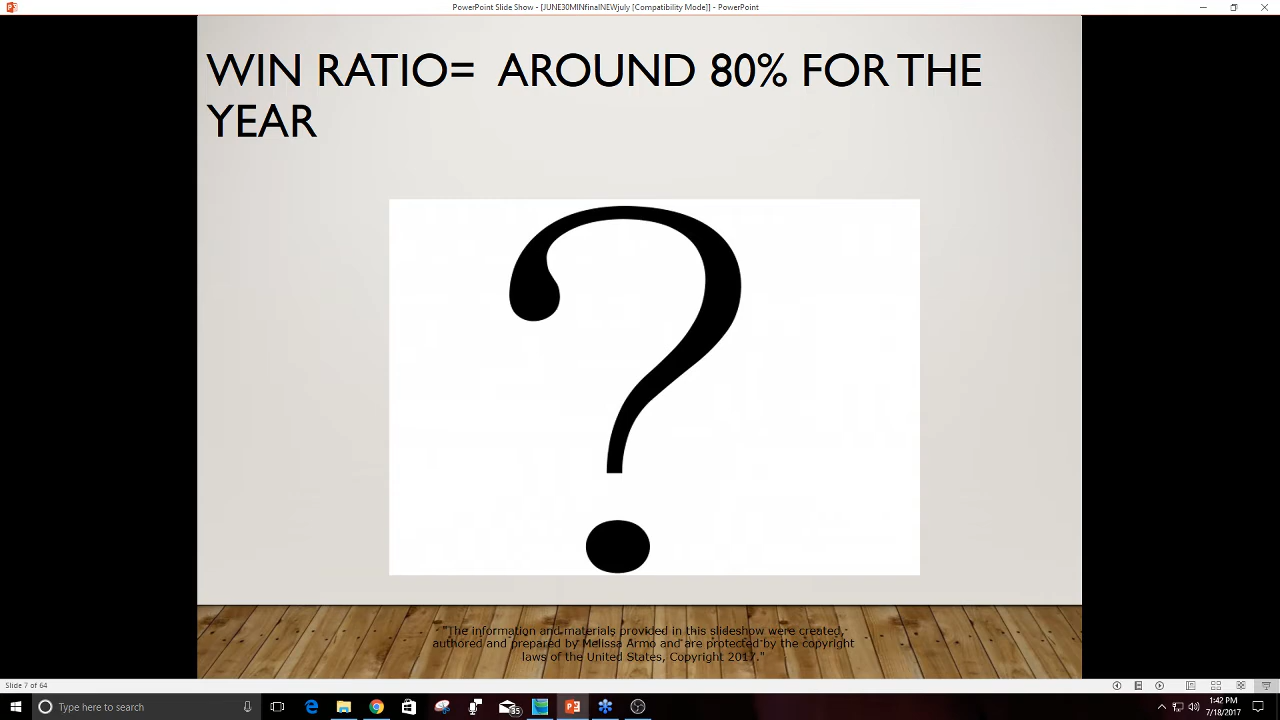 PowerPoint Slide Show - [JUNE30MINfinalNEWjuly [Compatibility Mode]] - PowerPoint
WIN RATIO= AROUND 80% FOR THE
YEAR
?
"The information and materials provided in this slideshow were created,
authored and prepared by Melissa Armo and are protected by the copyright
laws of the United States, Copyright 2017."
Slide 7 of 64
Type here to search
35
1:42 PM
7/18/2017